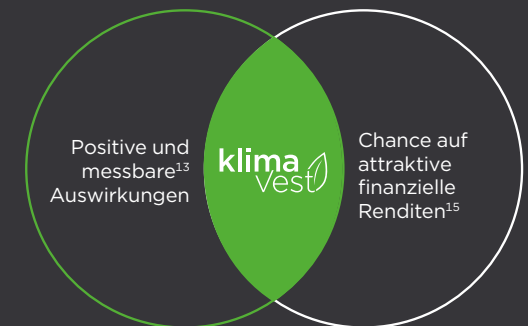 Positive und
messbare¹³
Auswirkungen
klima
vest
Chance auf
attraktive
finanzielle
Renditen¹⁵